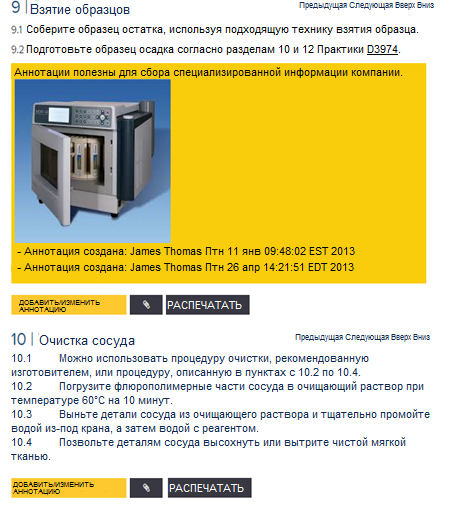 9 | Взятие образцов
Предыдущая Следующая Вверх Вниз
9.1 Соберите образец остатка, используя подходящую технику взятия образца.
9.2 Подготовьте образец осадка согласно разделам 10 и 12 Практики D3974.
Аннотации полезны для сбора специализированной информации компании.
- Аннотация создана: James Thomas Птн 11 янв 09:48:02 EST 2013
- Аннотация создана: James Thomas Птн 26 апр 14:21:51 EDT 2013
ДОБАВИТЬ/ИЗМЕНИТЬ
АННОТАЦИЮ
РАСПЕЧАТАТЬ
10 | Очистка сосуда
Предыдущая Следующая Вверх Вниз
10.1 Можно использовать процедуру очистки, рекомендованную
изготовителем, или процедуру, описанную в пунктах с 10.2 по 10.4.
10.2 Погрузите флюрополимерные части сосуда в очищающий раствор при
температуре 60°C на 10 минут.
10.3 Выньте детали сосуда из очищающего раствора и тщательно промойте
водой из-под крана, а затем водой с реагентом.
10.4 Позвольте деталям сосуда высохнуть или вытрите чистой мягкой
тканью.
ДОБАВИТЬ/ИЗМЕНИТЬ
АННОТАЦИЮ
РАСПЕЧАТАТЬ